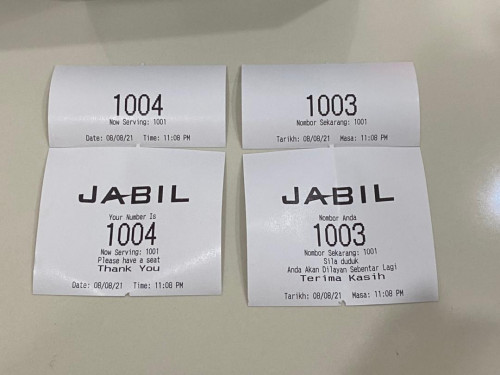 1004
Now Serving: 1001
Date: 08/08/21 Time: 11:08 PM
JABIL
Your Number Is
1004
Now Serving: 1001
Please have a seat
Thank You
Date: 08/08/21 Time: 11:08 PM
1003
Nombor Sekarang: 1001
Tarikh: 08/08/21 Masa: 11:08 PM
JABIL
Nombor Anda
1003
Nombor Sekarang: 1001
Sila duduk
Anda Akan Dilayan Sebentar Lagi
Terima Kasih
Tarikh: 08/08/21 Masa: 11:08 PM